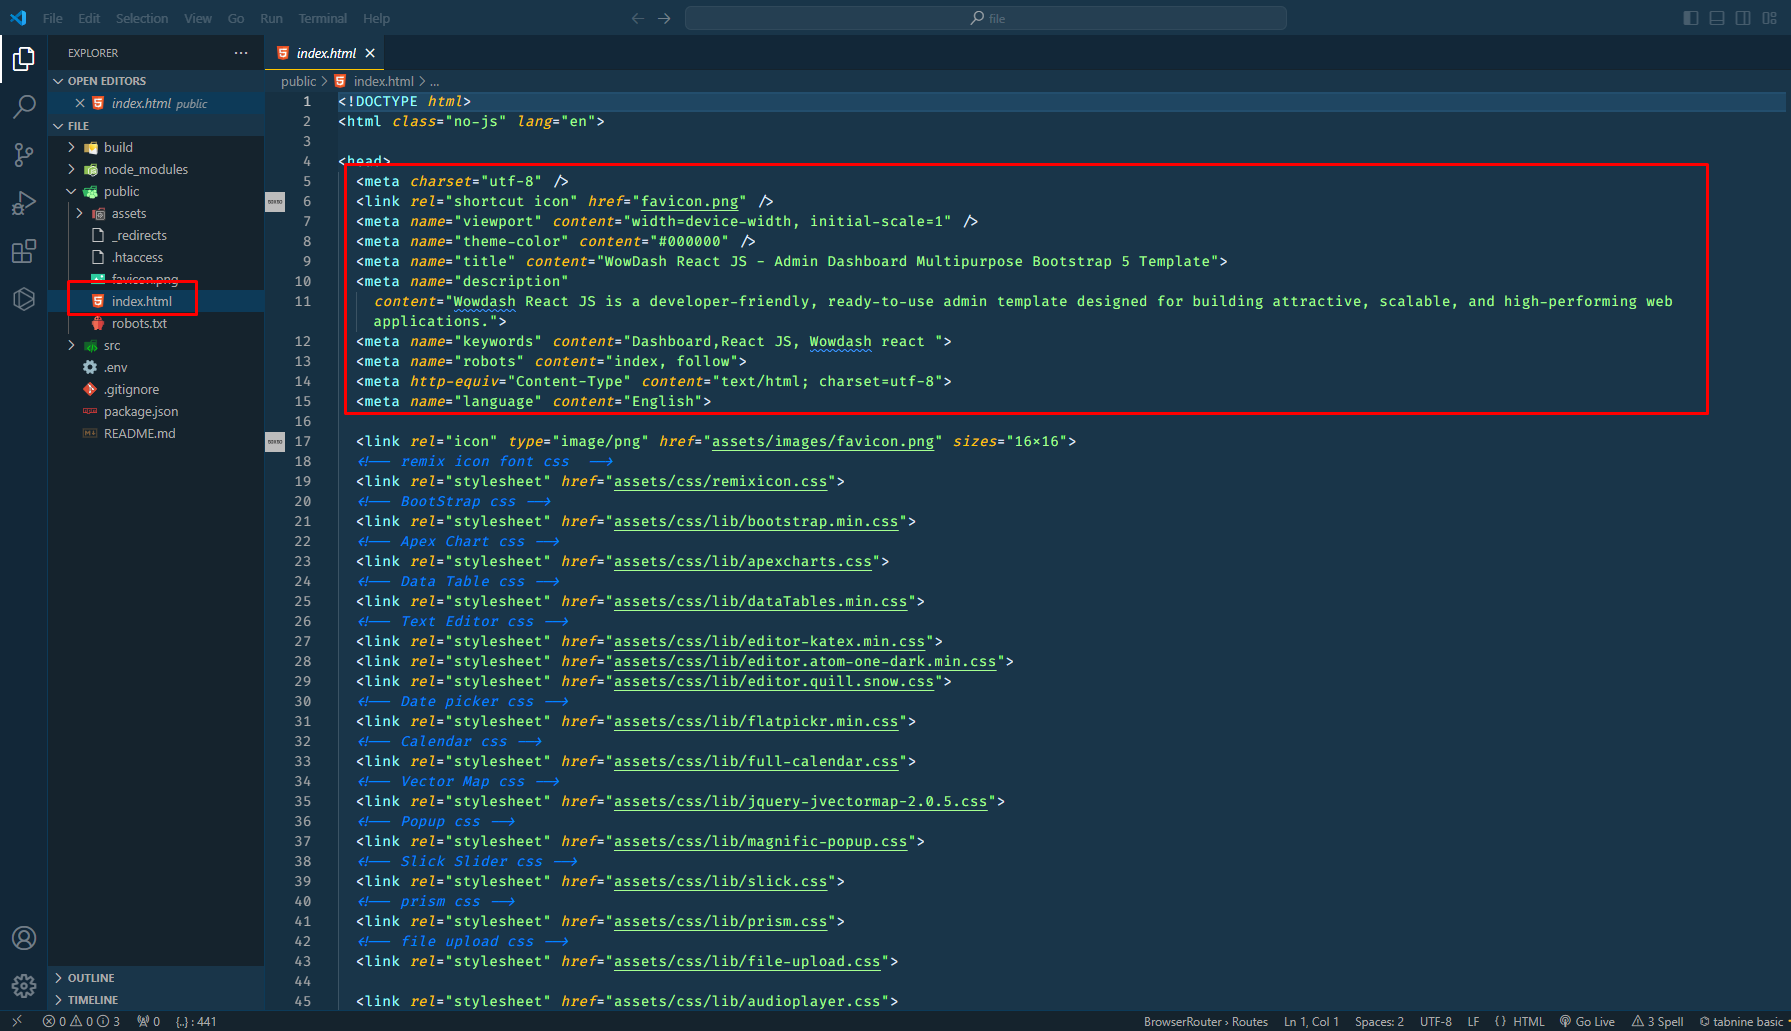 File Edit Selection View Go Run Terminal Help
file
EXPLORER
OPEN EDITORS
index.html public
FILE
build
node_modules
public
assets
_redirects
.htaccess
favicon.png
index.html
robots.txt
src
.env
.gitignore
package.json
README.md
OUTLINE
TIMELINE
index.html
public > index.html > ...
1 <!DOCTYPE html>
2 <html class="no-js" lang="en">
3
4 <head>
5 <meta charset="utf-8" />
6 <link rel="shortcut icon" href="favicon.png" />
7 <meta name="viewport" content="width=device-width, initial-scale=1" />
8 <meta name="theme-color" content="#000000" />
9 <meta name="title" content="WowDash React JS - Admin Dashboard Multipurpose Bootstrap 5 Template">
10 <meta name="description"
11 content="Wowdash React JS is a developer-friendly, ready-to-use admin template designed for building attractive, scalable, and high-performing web
applications.">
12 <meta name="keywords" content="Dashboard,React JS, Wowdash react ">
13 <meta name="robots" content="index, follow">
14 <meta http-equiv="Content-Type" content="text/html; charset=utf-8">
15 <meta name="language" content="English">
16
17 <link rel="icon" type="image/png" href="assets/images/favicon.png" sizes="16×16">
18 <!-- remix icon font css  -->
19 <link rel="stylesheet" href="assets/css/remixicon.css">
20 <!-- BootStrap css -->
21 <link rel="stylesheet" href="assets/css/lib/bootstrap.min.css">
22 <!-- Apex Chart css -->
23 <link rel="stylesheet" href="assets/css/lib/apexcharts.css">
24 <!-- Data Table css -->
25 <link rel="stylesheet" href="assets/css/lib/dataTables.min.css">
26 <!-- Text Editor css -->
27 <link rel="stylesheet" href="assets/css/lib/editor-katex.min.css">
28 <link rel="stylesheet" href="assets/css/lib/editor.atom-one-dark.min.css">
29 <link rel="stylesheet" href="assets/css/lib/editor.quill.snow.css">
30 <!-- Date picker css -->
31 <link rel="stylesheet" href="assets/css/lib/flatpickr.min.css">
32 <!-- Calendar css -->
33 <link rel="stylesheet" href="assets/css/lib/full-calendar.css">
34 <!-- Vector Map css -->
35 <link rel="stylesheet" href="assets/css/lib/jquery-jvectormap-2.0.5.css">
36 <!-- Popup css -->
37 <link rel="stylesheet" href="assets/css/lib/magnific-popup.css">
38 <!-- Slick Slider css -->
39 <link rel="stylesheet" href="assets/css/lib/slick.css">
40 <!-- prism css -->
41 <link rel="stylesheet" href="assets/css/lib/prism.css">
42 <!-- file upload css -->
43 <link rel="stylesheet" href="assets/css/lib/file-upload.css">
44
45 <link rel="stylesheet" href="assets/css/lib/audioplayer.css">
0 0 3 0 {..} : 441 BrowserRouter › Routes Ln 1, Col 1 Spaces: 2 UTF-8 LF {} HTML Go Live 3 Spell tabnine basic